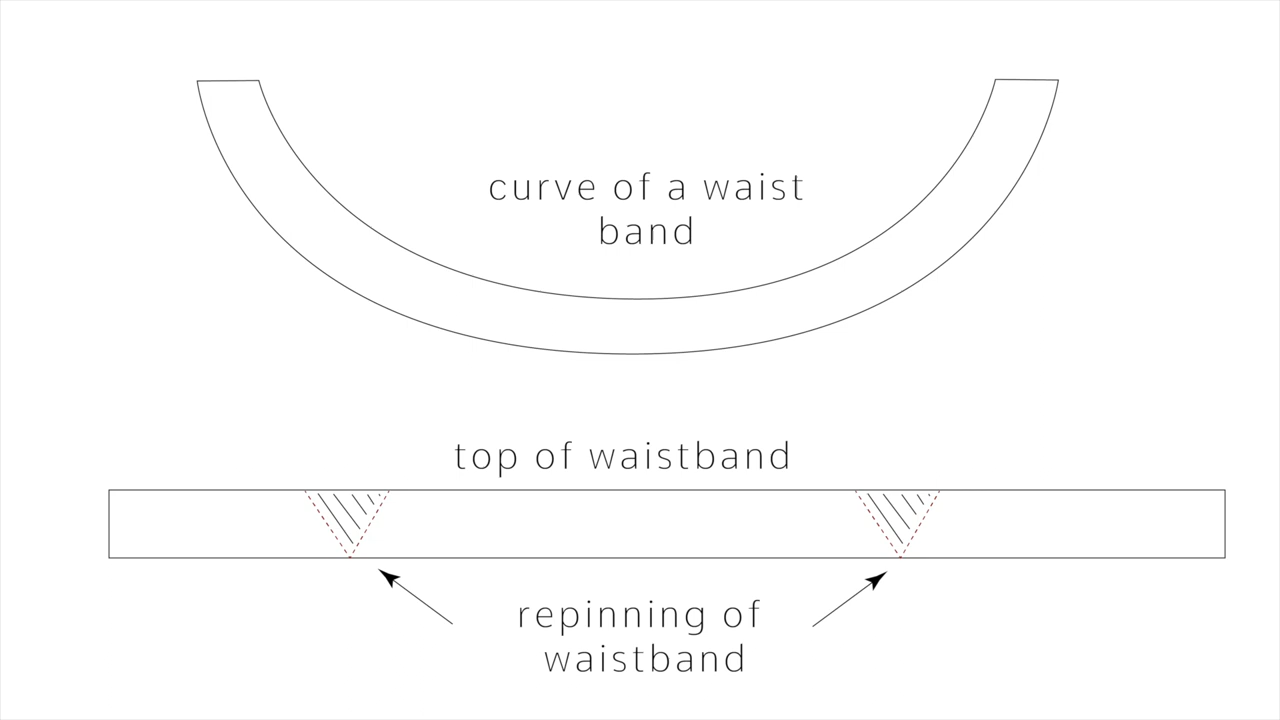 curve of a waist
band
top of waistband
repinning of
waistband